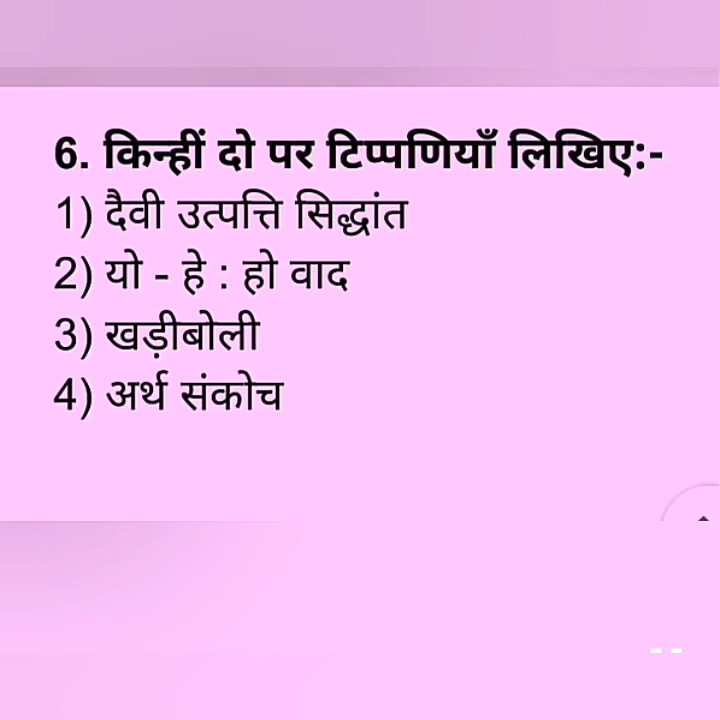 6. किन्हीं दो पर टिप्पणियाँ लिखिए:-
1) दैवी उत्पत्ति सिद्धांत
2) यो - हे : हो वाद
3) खड़ीबोली
4) अर्थ संकोच